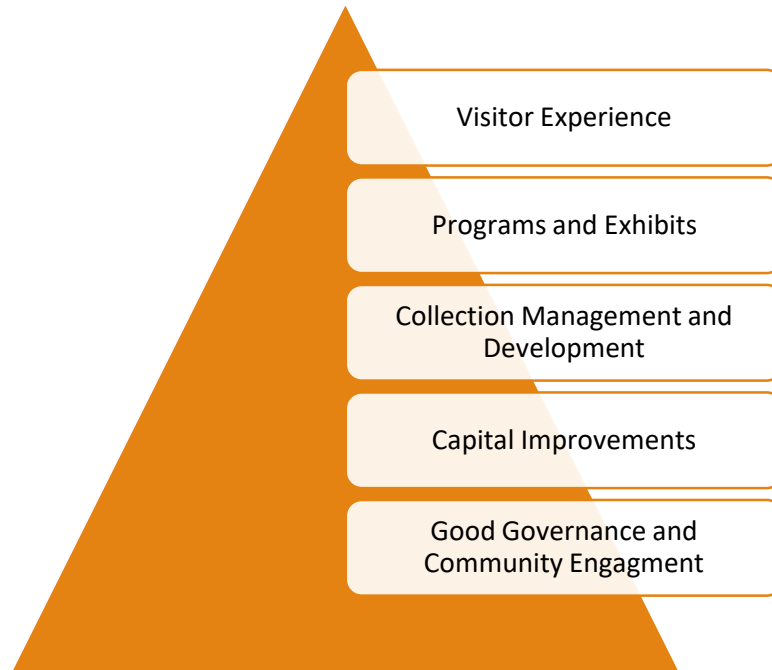 Visitor Experience
Programs and Exhibits
Collection Management and
Development
Capital Improvements
Good Governance and
Community Engagment